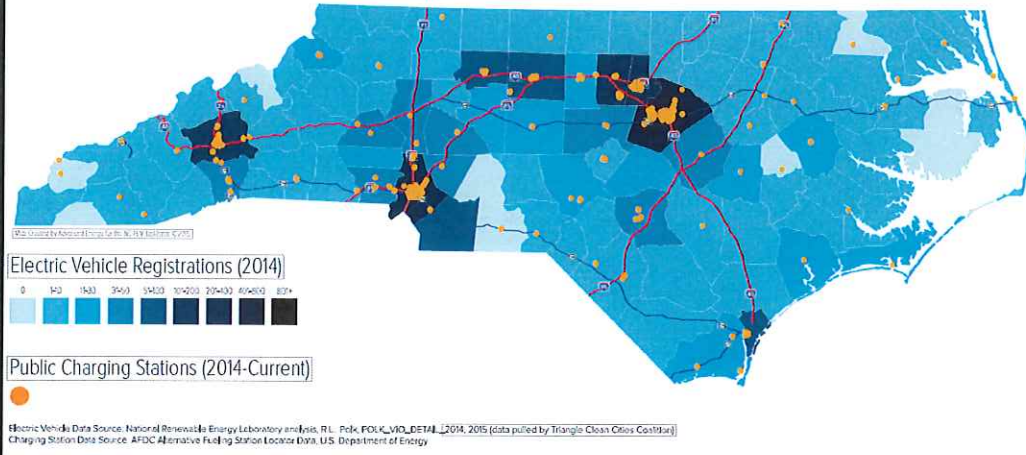 Electric Vehicle Registrations (2014)
0 1-10 11-30 31-50 51-100 101-200 201-400 401-800 801+
Public Charging Stations (2014-Current)
Electric Vehicle Data Source: National Renewable Energy Laboratory analysis, R.L. Polk, POLK_VIO_DETAIL_2014, 2015 (data pulled by Triangle Clean Cities Coalition)
Charging Station Data Source: AFDC Alternative Fueling Station Locator Data, U.S. Department of Energy